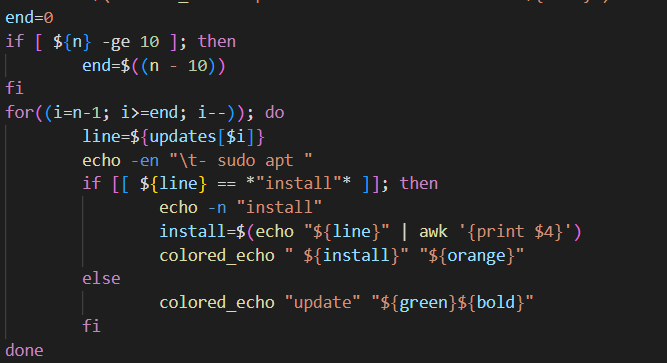 end=0
if [ ${n} -ge 10 ]; then
        end=$((n - 10))
fi
for((i=n-1; i>=end; i--)); do
        line=${updates[$i]}
        echo -en "\t- sudo apt "
        if [[ ${line} == *"install"* ]]; then
                echo -n "install"
                install=$(echo "${line}" | awk '{print $4}')
                colored_echo " ${install}" "${orange}"
        else
                colored_echo "update" "${green}${bold}"
        fi
done